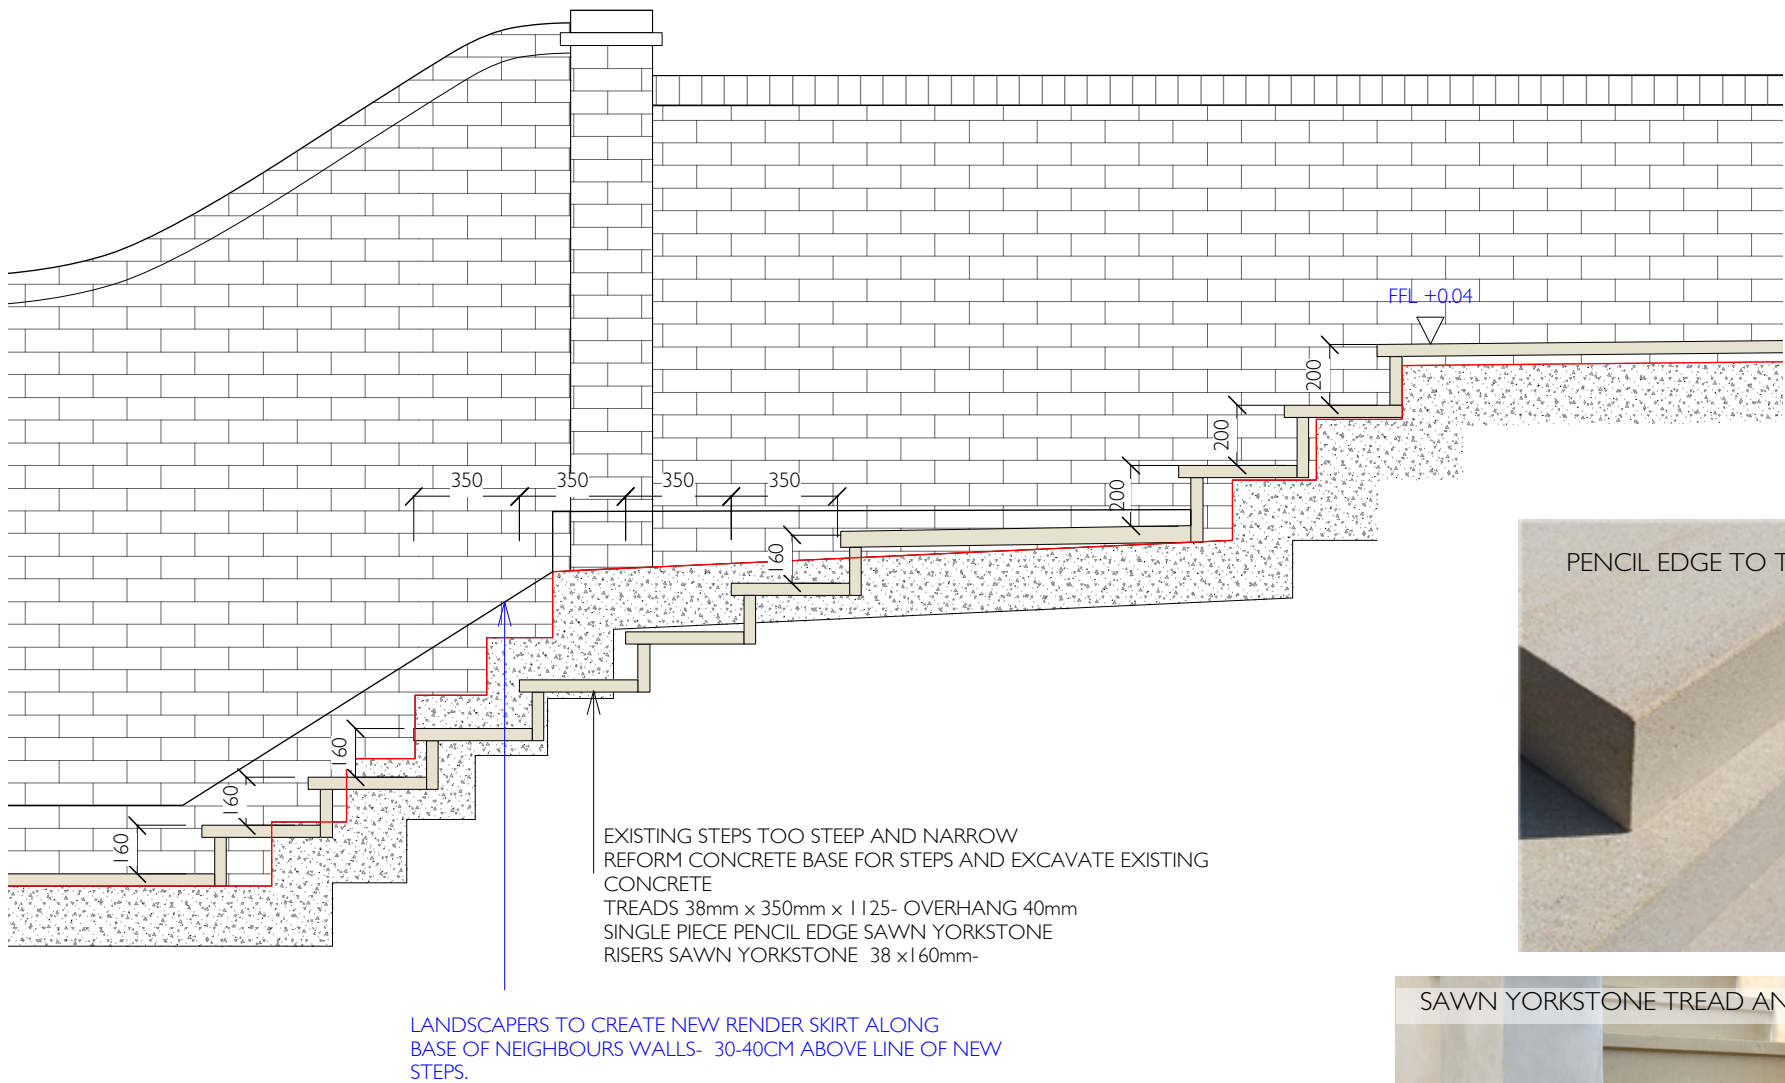 FFL +0.04
200
200
200
350
350
350
350
160
160
160
160
PENCIL EDGE TO T
EXISTING STEPS TOO STEEP AND NARROW
REFORM CONCRETE BASE FOR STEPS AND EXCAVATE EXISTING
CONCRETE
TREADS 38mm x 350mm x 1125- OVERHANG 40mm
SINGLE PIECE PENCIL EDGE SAWN YORKSTONE
RISERS SAWN YORKSTONE 38 x160mm-
SAWN YORKSTONE TREAD AN
LANDSCAPERS TO CREATE NEW RENDER SKIRT ALONG
BASE OF NEIGHBOURS WALLS- 30-40CM ABOVE LINE OF NEW
STEPS.